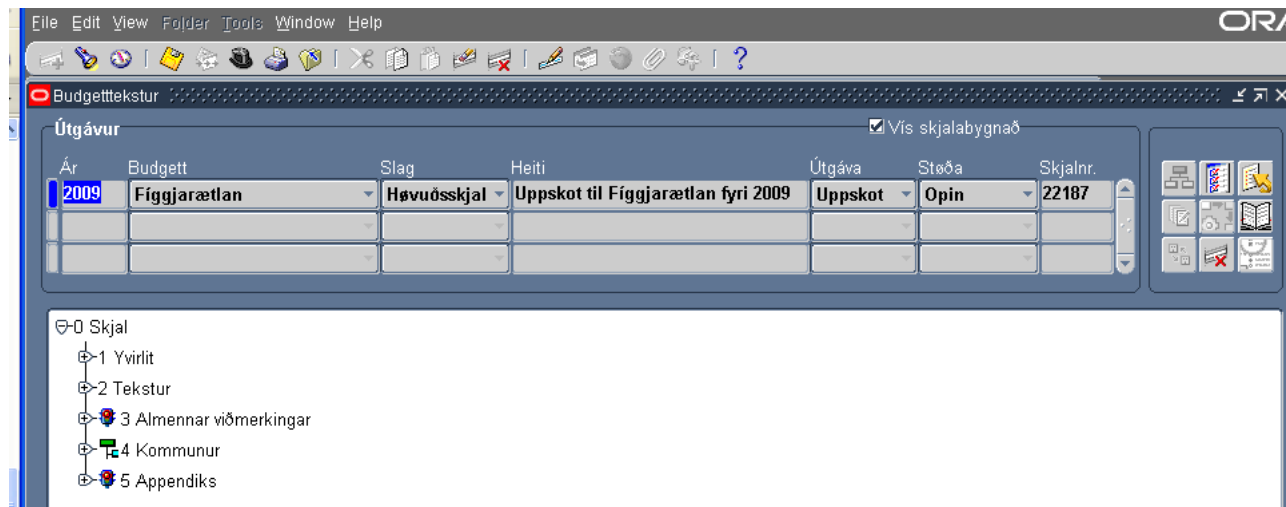 File Edit View Folder Tools Window Help ORA
?
Budgetttekstur
Útgávur Vís skjalabygnað
Ár Budgett Slag Heiti Útgáva Støða Skjalnr.
2009 Fíggjarætlan Høvuðsskjal Uppskot til Fíggjarætlan fyri 2009 Uppskot Opin 22187
0 Skjal
1 Yvirlit
2 Tekstur
3 Almennar viðmerkingar
4 Kommunur
5 Appendiks